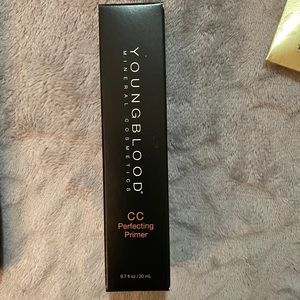 YOUNGBLOOD
MINERAL COSMETICS
CC
Perfecting
Primer
0.7 fl oz / 20 mL